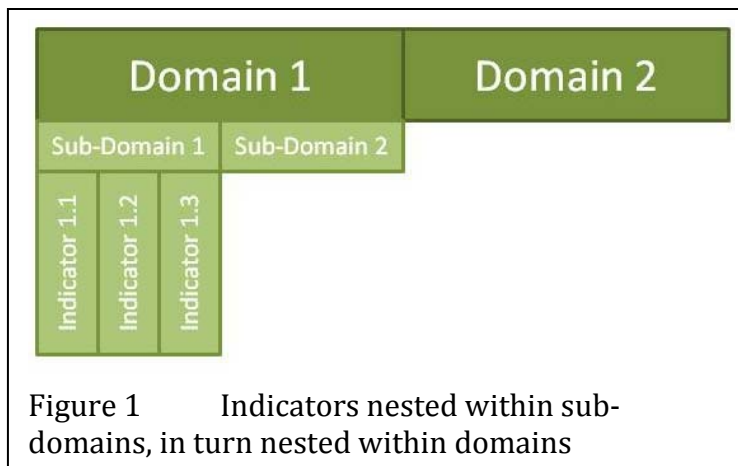 Domain 1 Domain 2
Sub-Domain 1 Sub-Domain 2
Indicator 1.1
Indicator 1.2
Indicator 1.3
Figure 1 Indicators nested within sub-
domains, in turn nested within domains